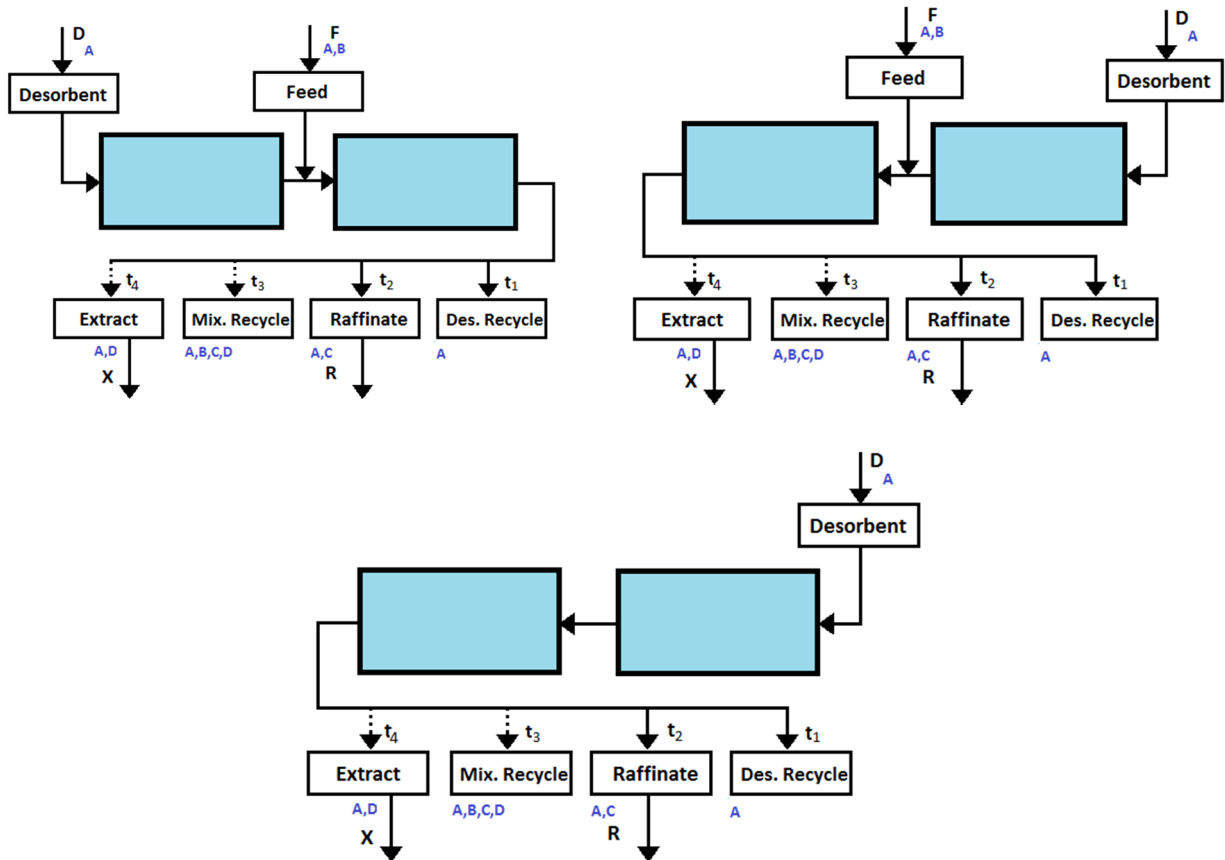 D
A
Desorbent
F
A,B
Feed
t4 t3 t2 t1
Extract Mix. Recycle Raffinate Des. Recycle
A,D A,B,C,D A,C A
X R
F
A,B
Feed
D
A
Desorbent
t4 t3 t2 t1
Extract Mix. Recycle Raffinate Des. Recycle
A,D A,B,C,D A,C A
X R
D
A
Desorbent
t4 t3 t2 t1
Extract Mix. Recycle Raffinate Des. Recycle
A,D A,B,C,D A,C A
X R